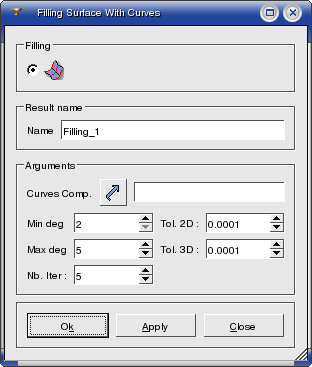 Filling Surface With Curves
Filling
Result name
Name Filling_1
Arguments
Curves Comp.
Min deg 2 Tol. 2D : 0.0001
Max deg 5 Tol. 3D : 0.0001
Nb. Iter : 5
Ok Apply Close